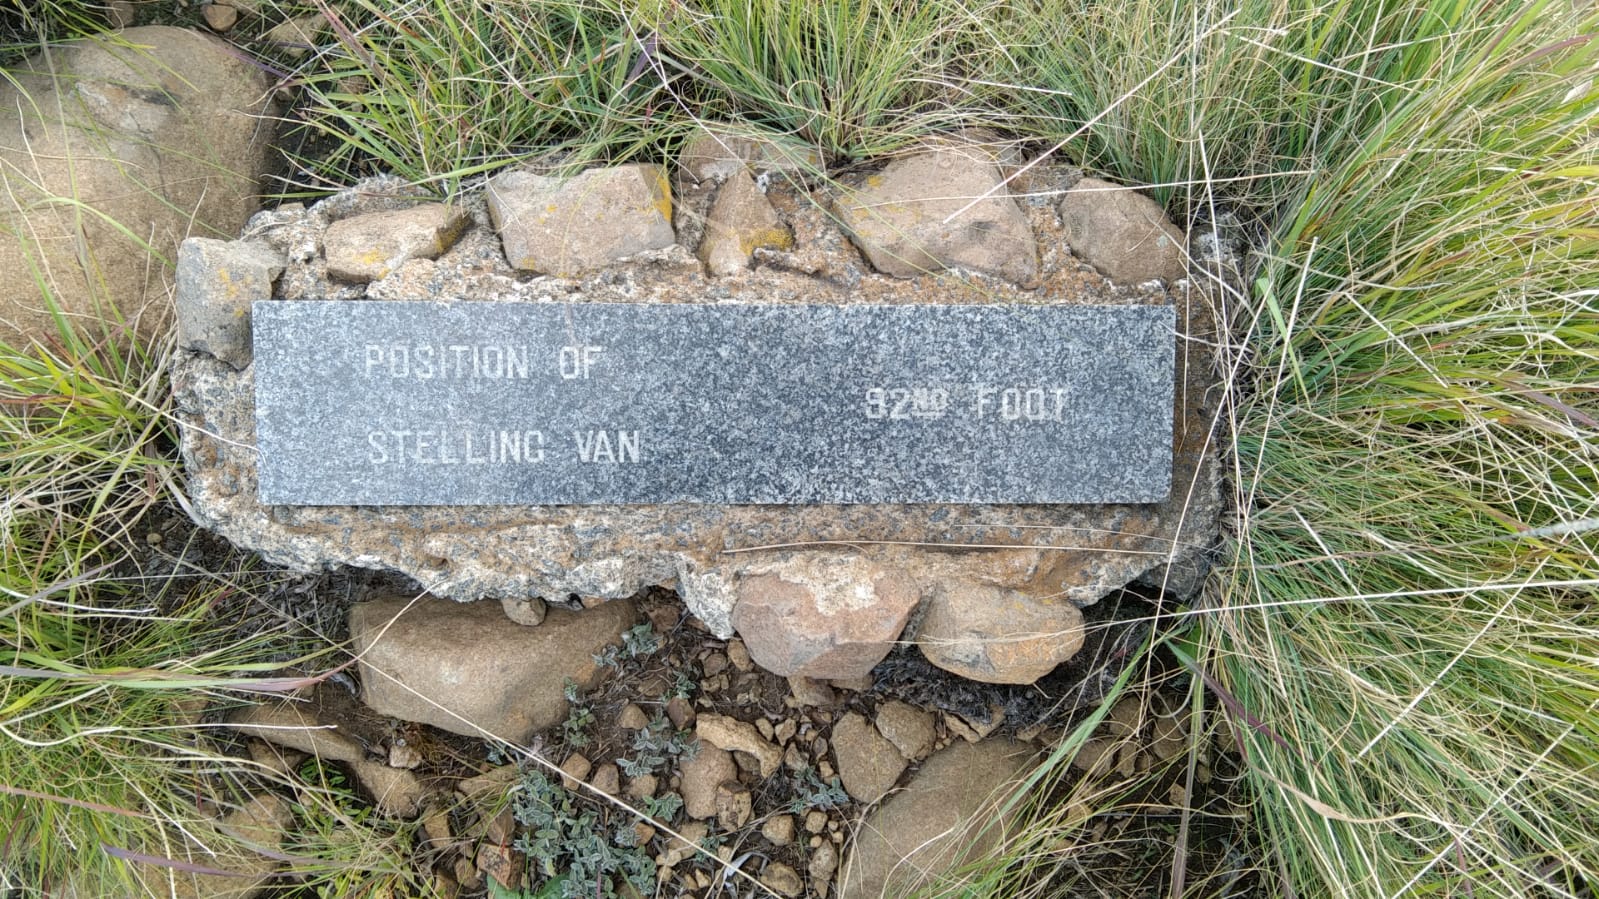 POSITION OF
STELLING VAN
92ND FOOT